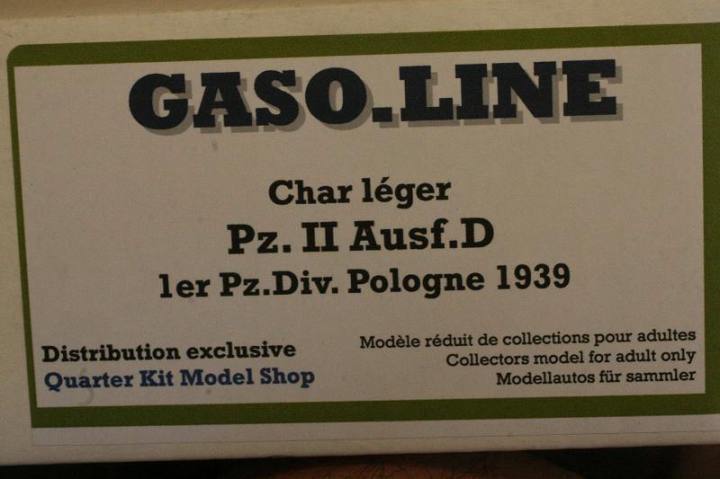 GASO.LINE
Char léger
Pz. II Ausf.D
1er Pz.Div. Pologne 1939
Distribution exclusive
Quarter Kit Model Shop
Modèle réduit de collections pour adultes
Collectors model for adult only
Modellautos für sammler